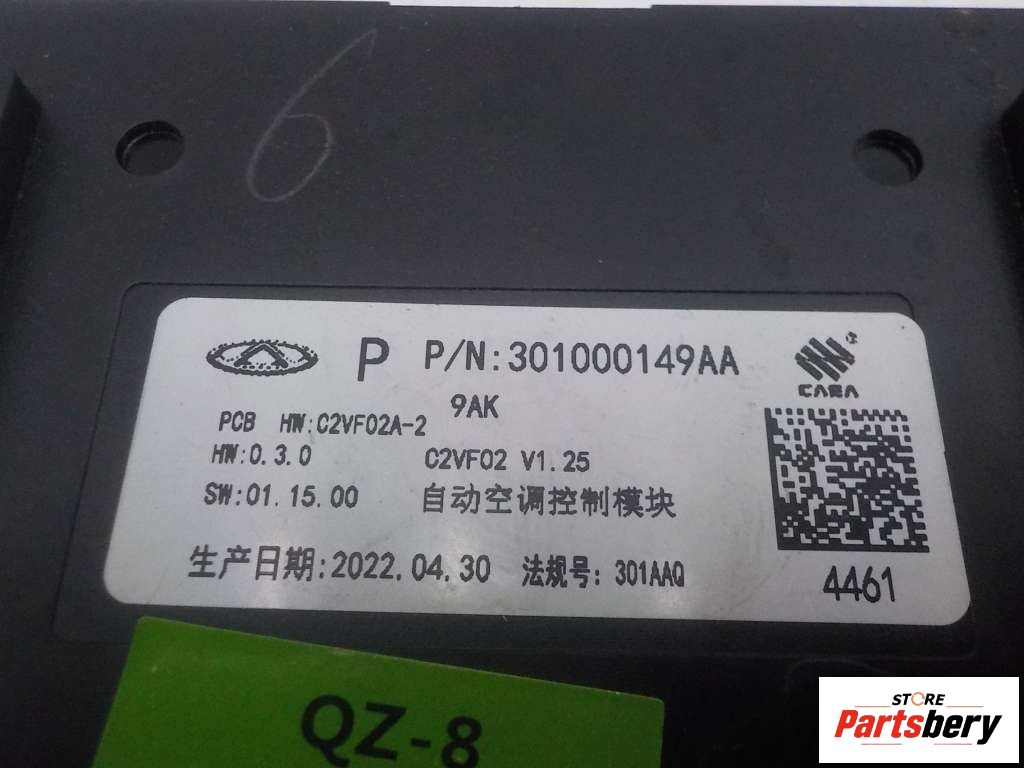 6
P P/N:301000149AA
9AK
PCB HW:C2VF02A-2
HW:0.3.0 C2VF02 V1.25
SW:01.15.00 自动空调控制模块
生产日期:2022.04.30 法规号: 301AAQ
4461
QZ-8
STORE
Partsbery